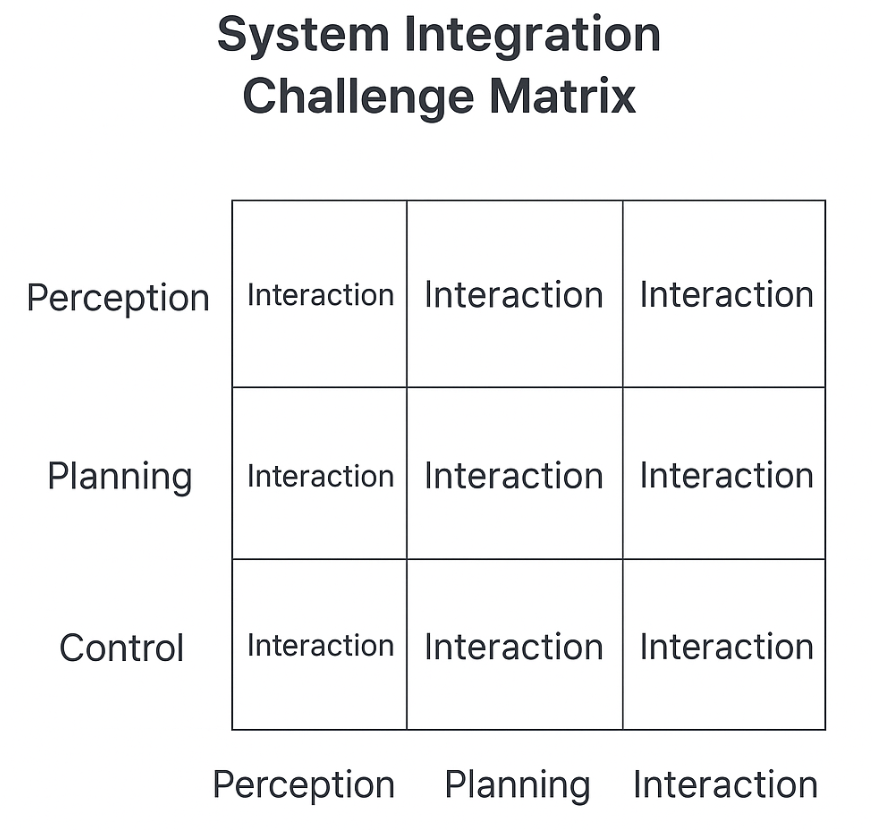 System Integration
Challenge Matrix
Perception Interaction Interaction Interaction
Planning Interaction Interaction Interaction
Control Interaction Interaction Interaction
Perception Planning Interaction